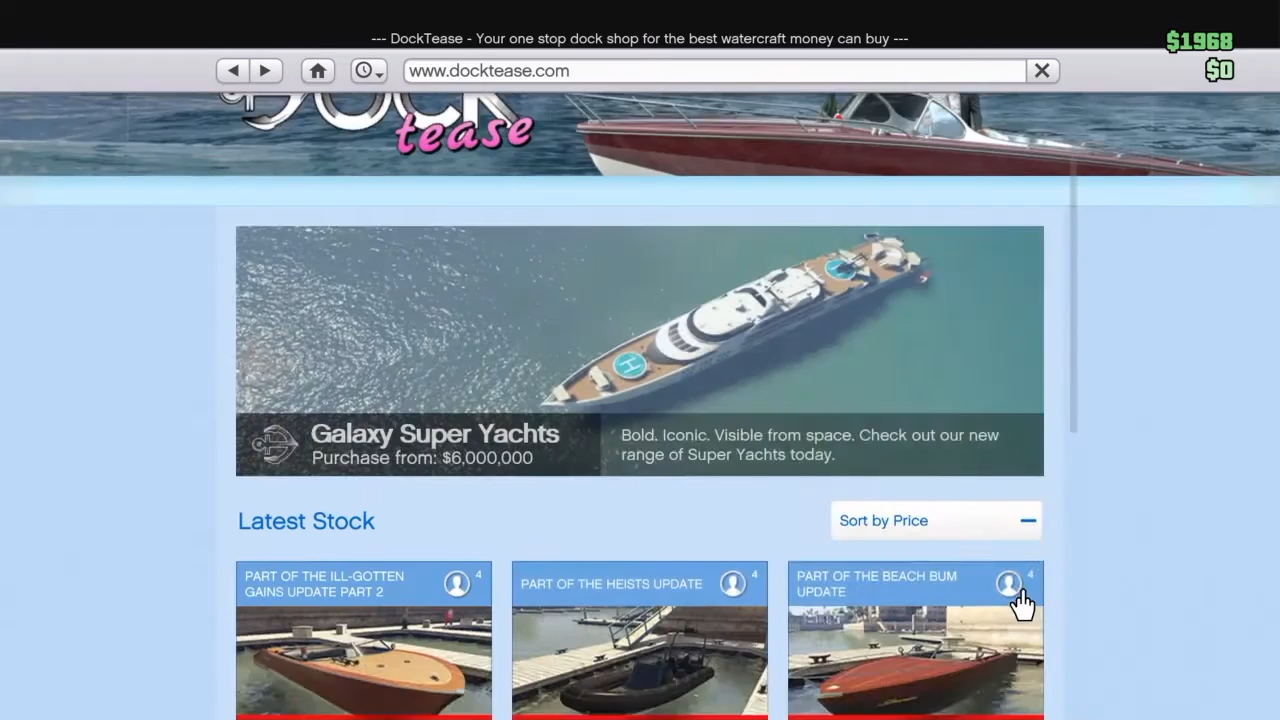 --- DockTease - Your one stop dock shop for the best watercraft money can buy ---
$1968
$0
www.docktease.com
DOCK
tease
Galaxy Super Yachts
Purchase from: $6,000,000
Bold. Iconic. Visible from space. Check out our new
range of Super Yachts today.
Latest Stock
Sort by Price
PART OF THE ILL-GOTTEN
GAINS UPDATE PART 2
4
PART OF THE HEISTS UPDATE
4
PART OF THE BEACH BUM
UPDATE
4
H